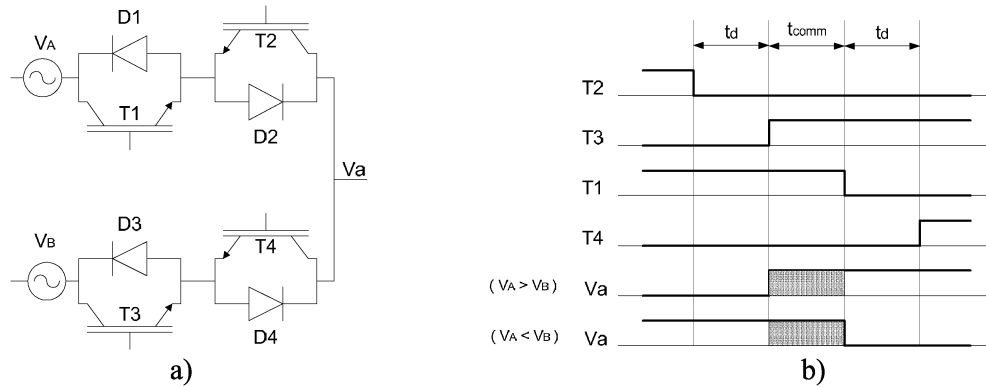 D1
VA
T2
T1
D2
Va
D3
VB
T4
T3
D4
a)
td tcomm td
T2
T3
T1
T4
( VA > VB ) Va
( VA < VB ) Va
b)